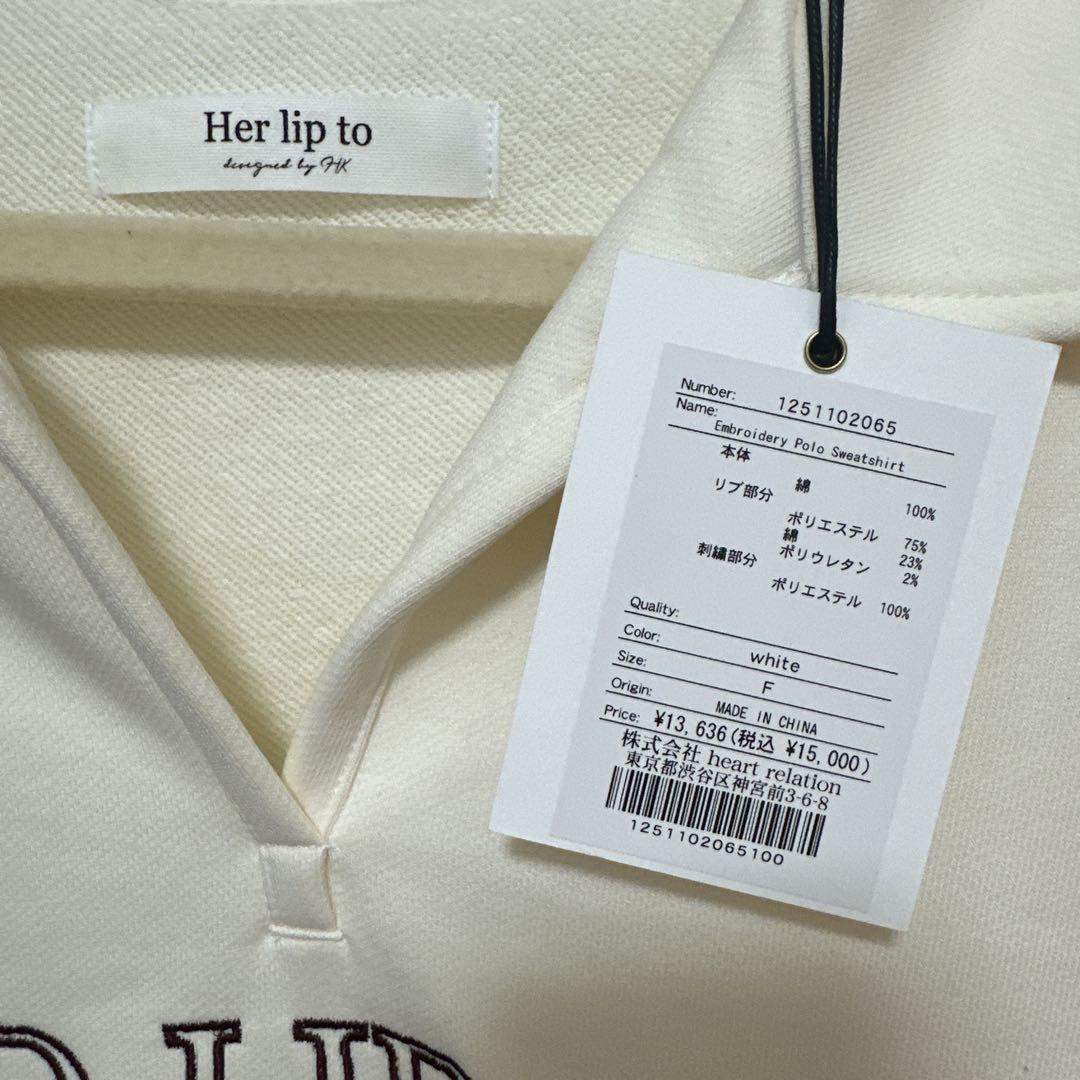 Her lip to
designed by HK
Number: 1251102065
Name: Embroidery Polo Sweatshirt
本体
綿 100%
リブ部分
ポリエステル 75%
綿 23%
ポリウレタン 2%
刺繍部分
ポリエステル 100%
Quality:
Color: white
Size: F
Origin: MADE IN CHINA
Price: ¥13,636(税込 ¥15,000)
株式会社 heart relation
東京都渋谷区神宮前3-6-8
1251102065100